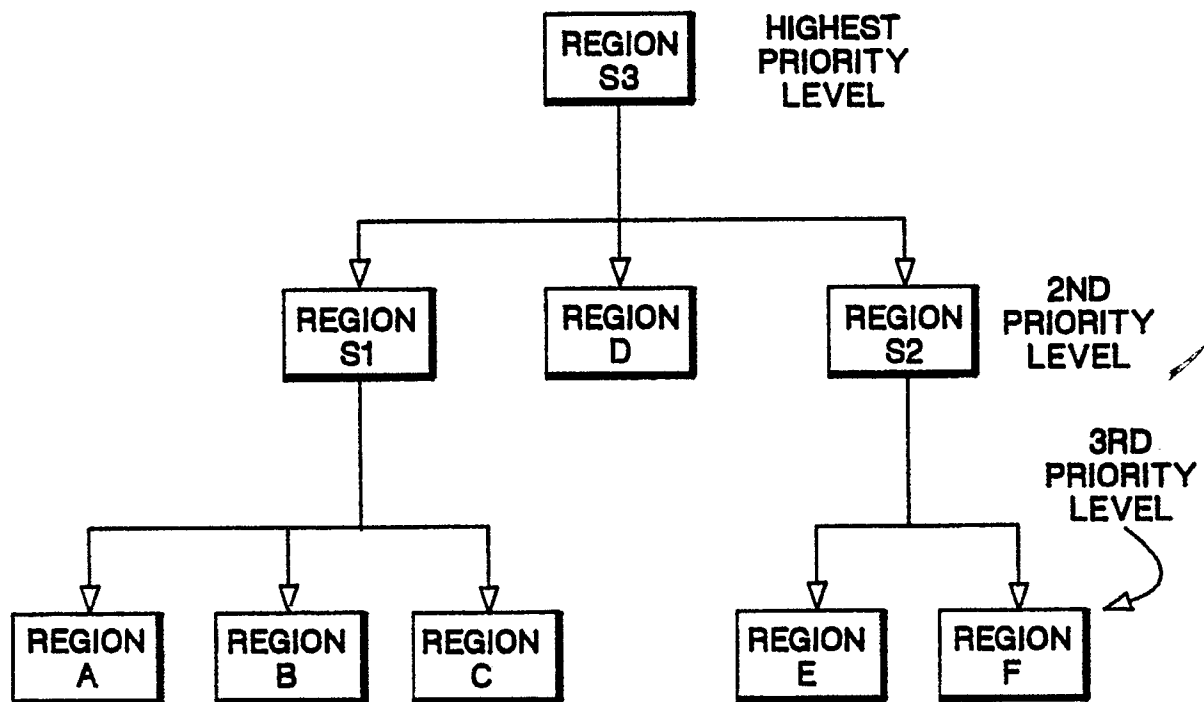 REGION
S3
HIGHEST
PRIORITY
LEVEL
REGION
S1
REGION
D
REGION
S2
2ND
PRIORITY
LEVEL
3RD
PRIORITY
LEVEL
REGION
A
REGION
B
REGION
C
REGION
E
REGION
F